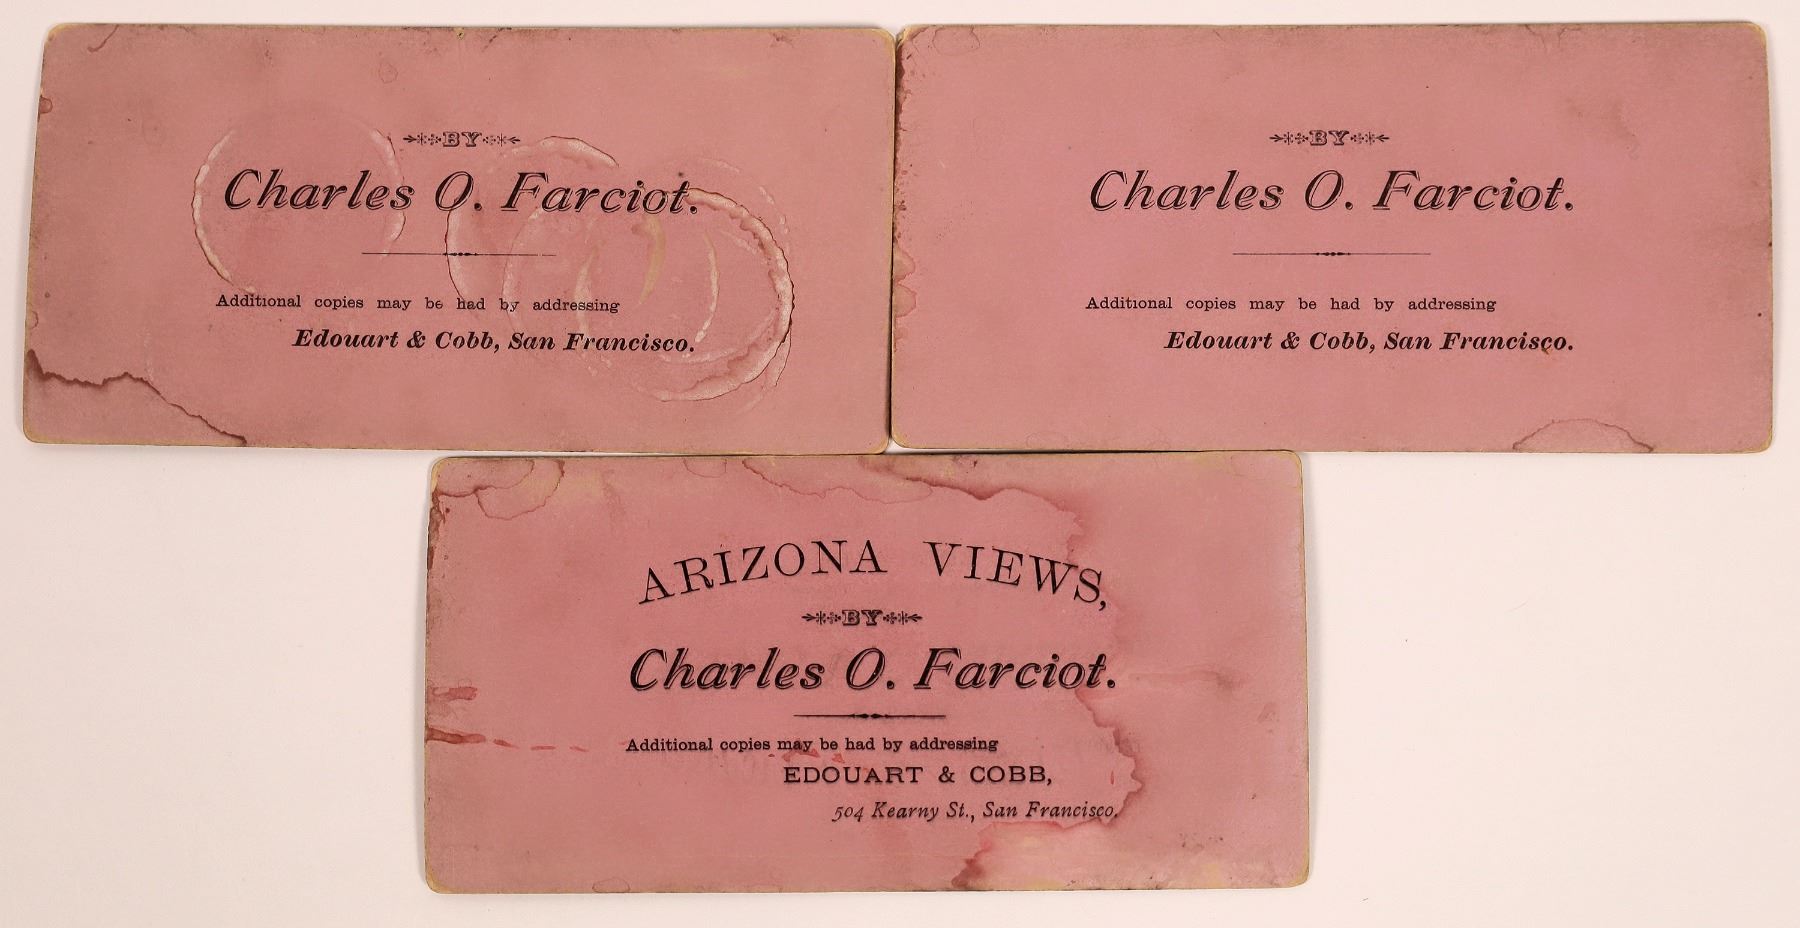 BY
Charles O. Farciot.
Additional copies may be had by addressing
Edouart & Cobb, San Francisco.
BY
Charles O. Farciot.
Additional copies may be had by addressing
Edouart & Cobb, San Francisco.
ARIZONA VIEWS,
BY
Charles O. Farciot.
Additional copies may be had by addressing
EDOUART & COBB,
504 Kearny St., San Francisco.